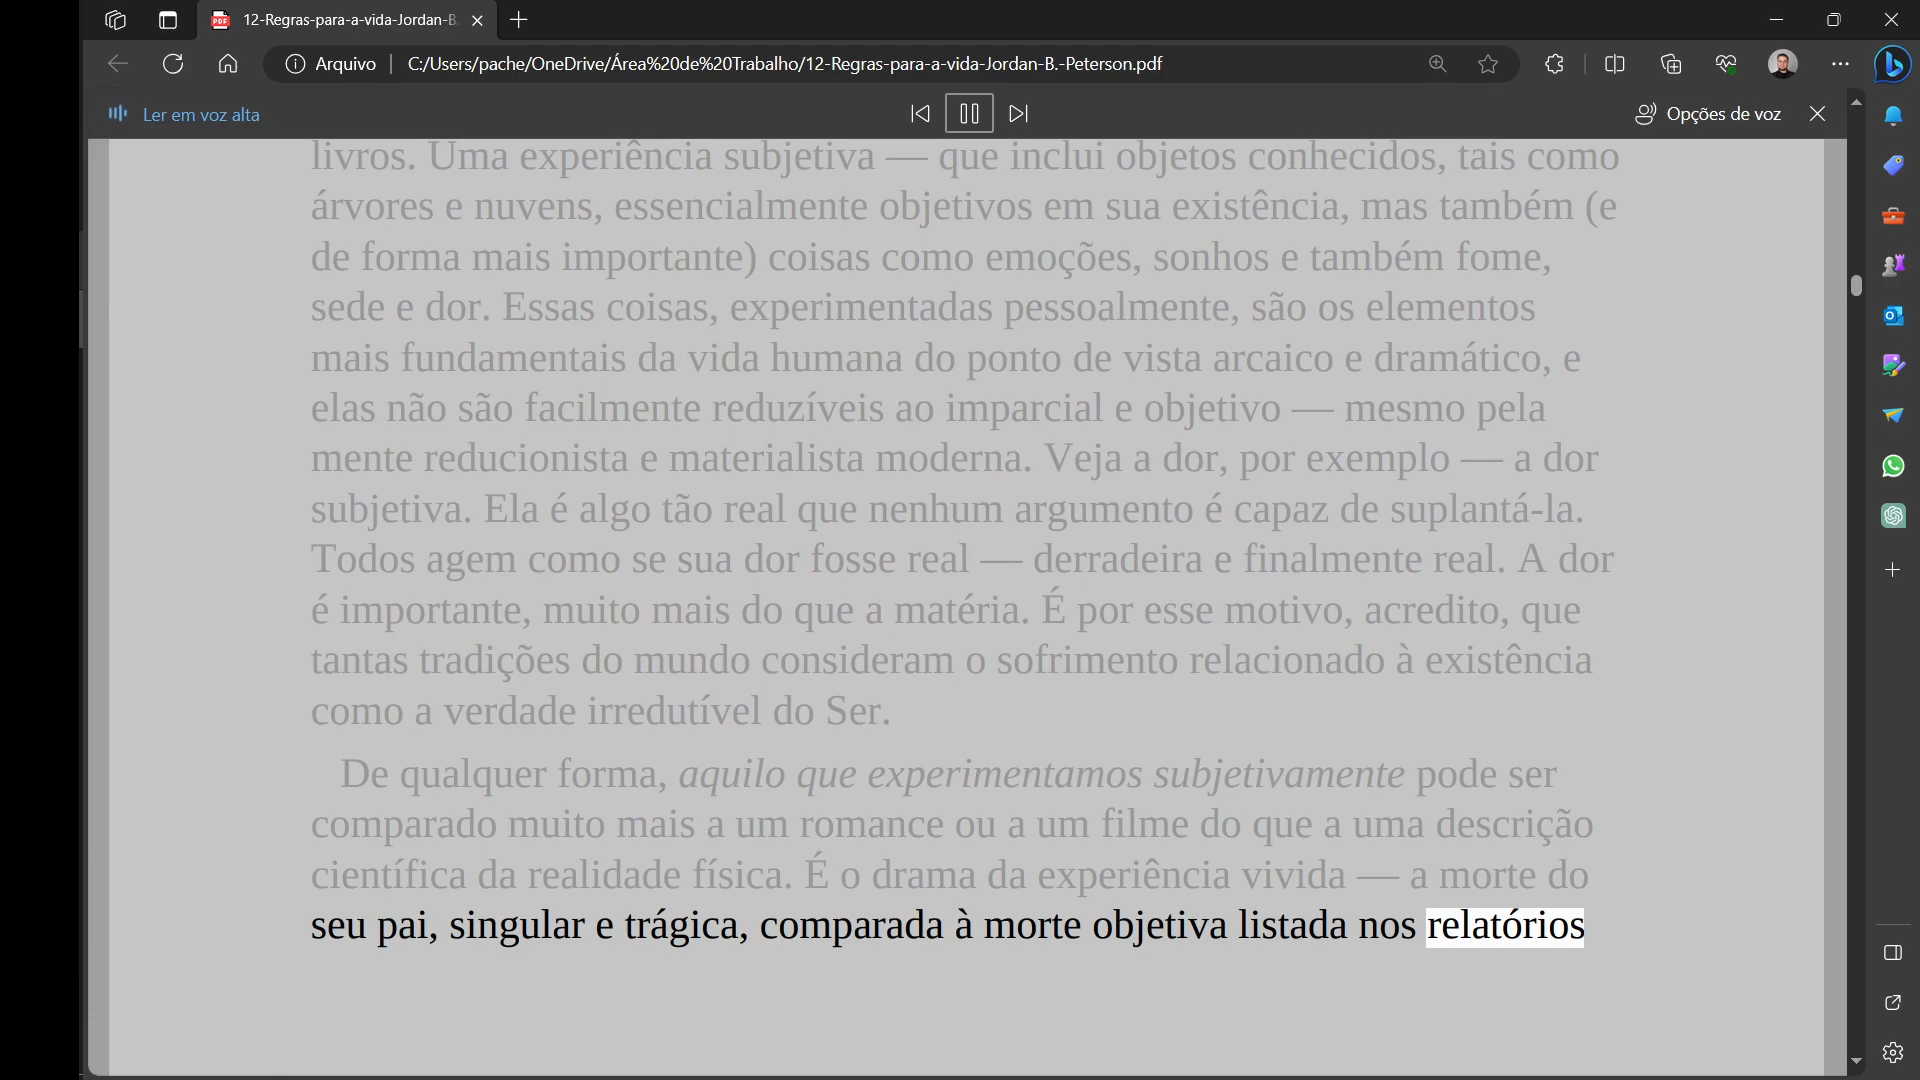 12-Regras-para-a-vida-Jordan-B.
Arquivo
C:/Users/pache/OneDrive/Área%20de%20Trabalho/12-Regras-para-a-vida-Jordan-B.-Peterson.pdf
Ler em voz alta
Opções de voz
livros. Uma experiência subjetiva — que inclui objetos conhecidos, tais como
árvores e nuvens, essencialmente objetivos em sua existência, mas também (e
de forma mais importante) coisas como emoções, sonhos e também fome,
sede e dor. Essas coisas, experimentadas pessoalmente, são os elementos
mais fundamentais da vida humana do ponto de vista arcaico e dramático, e
elas não são facilmente reduzíveis ao imparcial e objetivo — mesmo pela
mente reducionista e materialista moderna. Veja a dor, por exemplo — a dor
subjetiva. Ela é algo tão real que nenhum argumento é capaz de suplantá-la.
Todos agem como se sua dor fosse real — derradeira e finalmente real. A dor
é importante, muito mais do que a matéria. É por esse motivo, acredito, que
tantas tradições do mundo consideram o sofrimento relacionado à existência
como a verdade irredutível do Ser.
De qualquer forma, aquilo que experimentamos subjetivamente pode ser
comparado muito mais a um romance ou a um filme do que a uma descrição
científica da realidade física. É o drama da experiência vivida — a morte do
seu pai, singular e trágica, comparada à morte objetiva listada nos relatórios